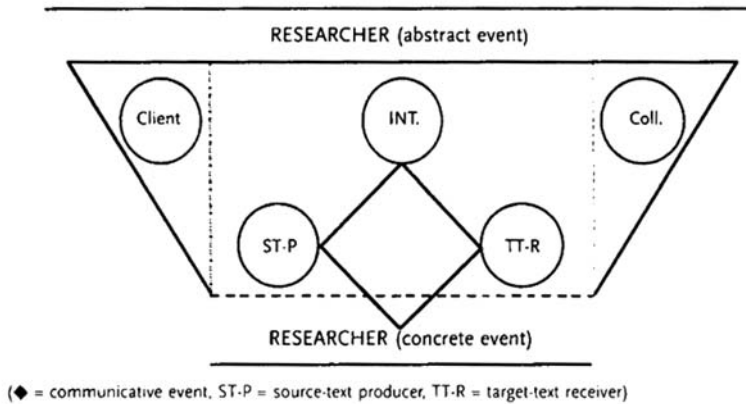 RESEARCHER (abstract event)
Client
INT.
Coll.
ST-P
TT-R
RESEARCHER (concrete event)
(◆ = communicative event, ST-P = source-text producer, TT-R = target-text receiver)